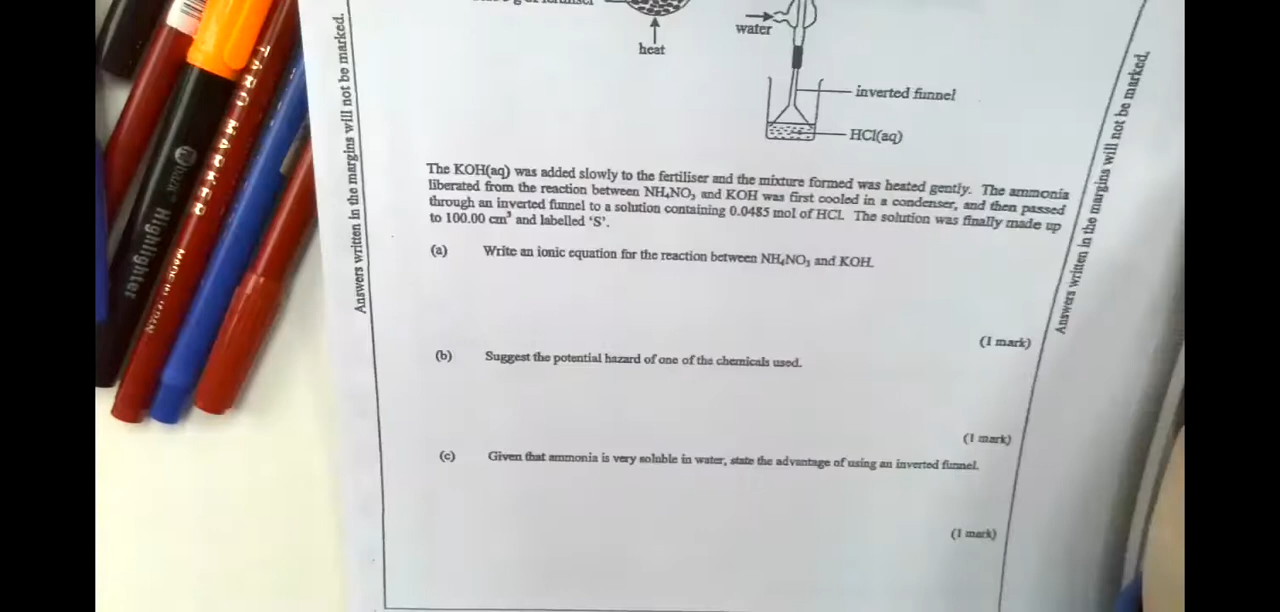 heat
water
inverted funnel
HCl(aq)
The KOH(aq) was added slowly to the fertiliser and the mixture formed was heated gently. The ammonia
liberated from the reaction between NH₄NO₃ and KOH was first cooled in a condenser, and then passed
through an inverted funnel to a solution containing 0.0485 mol of HCl. The solution was finally made up
to 100.00 cm³ and labelled ‘S’.
(a) Write an ionic equation for the reaction between NH₄NO₃ and KOH.
(1 mark)
(b) Suggest the potential hazard of one of the chemicals used.
(1 mark)
(c) Given that ammonia is very soluble in water, state the advantage of using an inverted funnel.
(1 mark)
Answers written in the margins will not be marked.
Answers written in the margins will not be marked.
TARO MARKER
MADE IN JAPAN
Highlighter